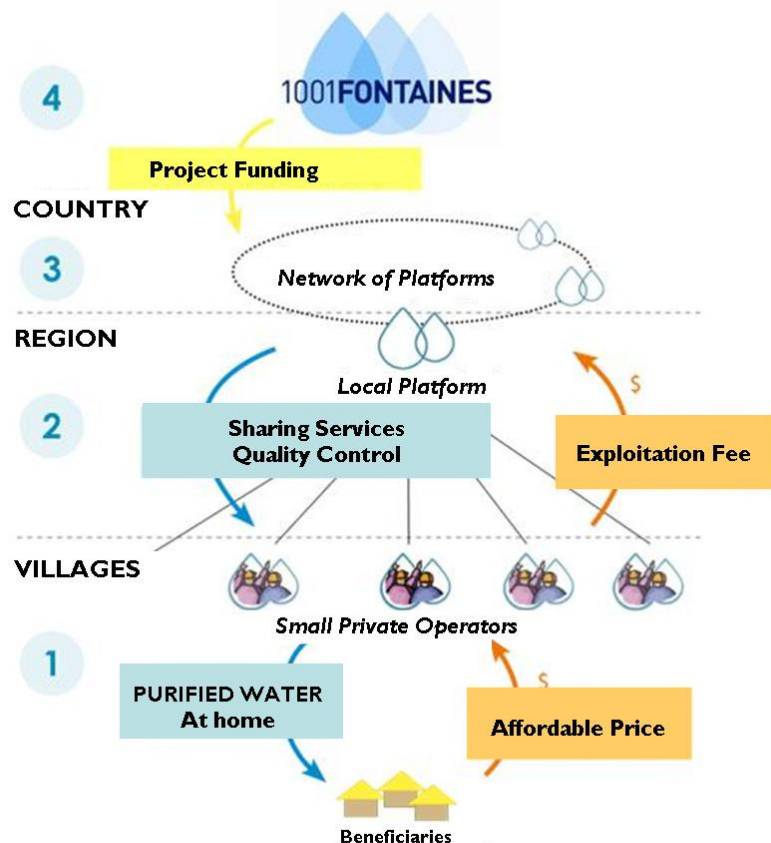 4
1001FONTAINES
Project Funding
COUNTRY
3
Network of Platforms
REGION
Local Platform
$
2
Sharing Services
Quality Control
Exploitation Fee
VILLAGES
Small Private Operators
1
PURIFIED WATER
At home
$
Affordable Price
Beneficiaries